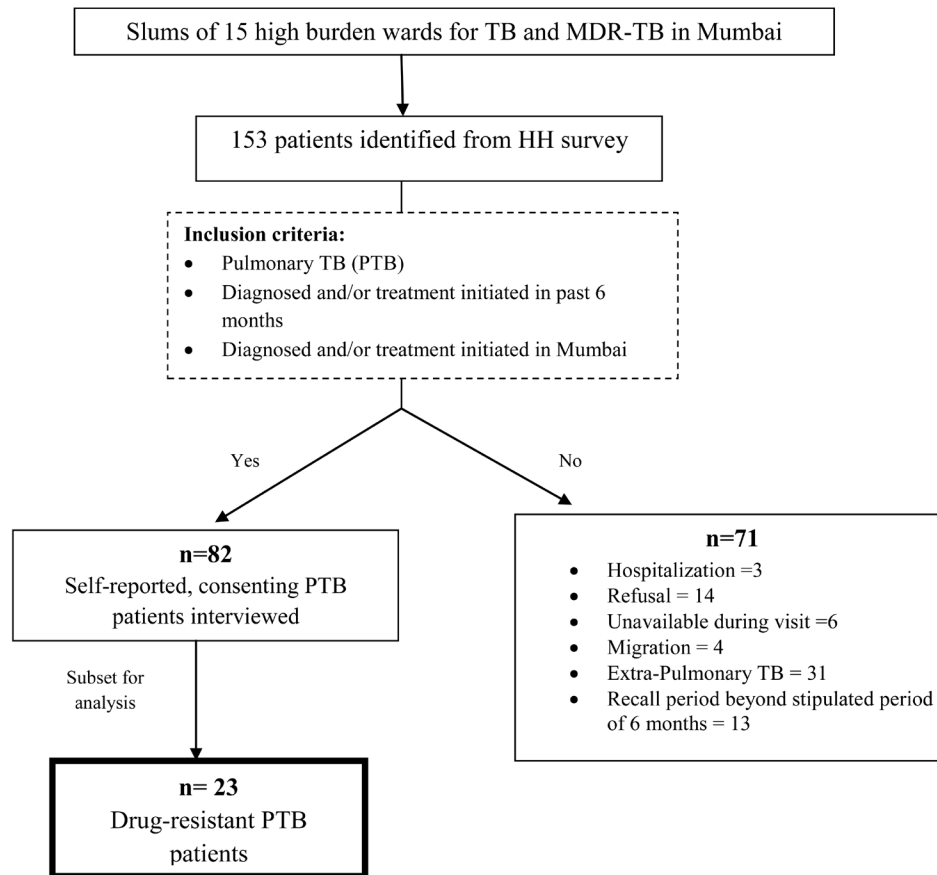 Slums of 15 high burden wards for TB and MDR-TB in Mumbai
153 patients identified from HH survey
Inclusion criteria:
• Pulmonary TB (PTB)
• Diagnosed and/or treatment initiated in past 6
months
• Diagnosed and/or treatment initiated in Mumbai
Yes
No
n=82
Self-reported, consenting PTB
patients interviewed
n=71
• Hospitalization =3
• Refusal = 14
• Unavailable during visit =6
• Migration = 4
• Extra-Pulmonary TB = 31
• Recall period beyond stipulated period
of 6 months = 13
Subset for
analysis
n= 23
Drug-resistant PTB
patients